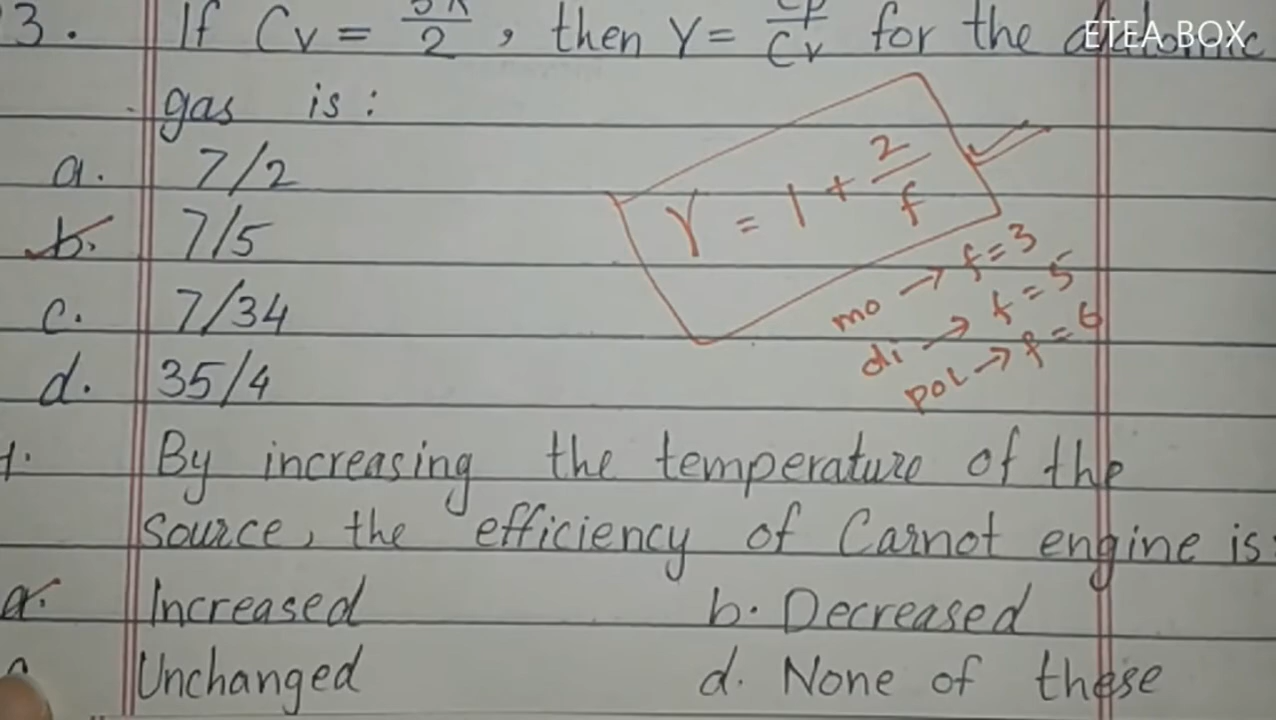 ETEA BOX
3. If Cv = 5R/2, then γ = Cp/Cv for the diatomic
gas is:
a. 7/2
b. 7/5
c. 7/34
d. 35/4
γ = 1 + 2/f
mo → f = 3
di → f = 5
pol → f = 6
By increasing the temperature of the
source, the efficiency of Carnot engine is
a. Increased b. Decreased
Unchanged d. None of these